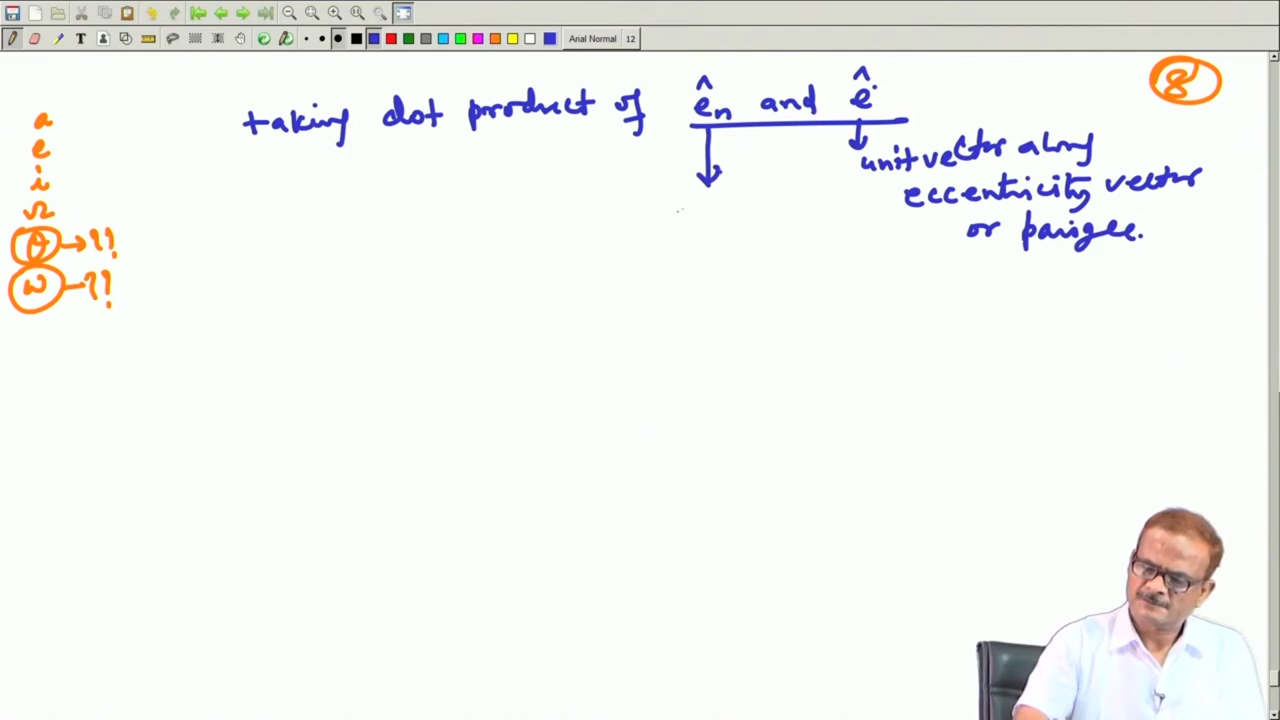 Arial Normal 12
8
taking dot product of ê_n and ê
unit vector along
eccentricity vector
or perigee.
a
e
i
Ω
θ → ??
ω → ??